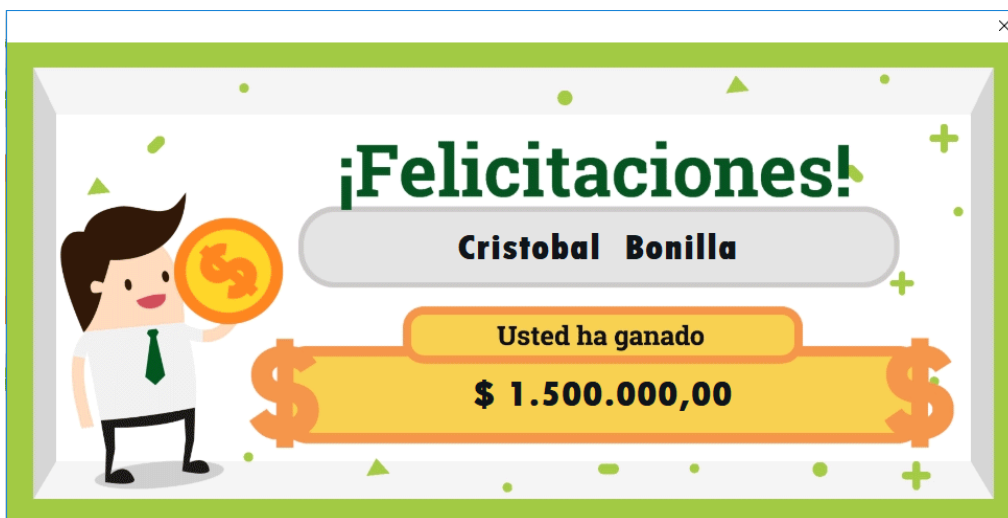 ¡Felicitaciones!
Cristobal Bonilla
Usted ha ganado
$ 1.500.000,00